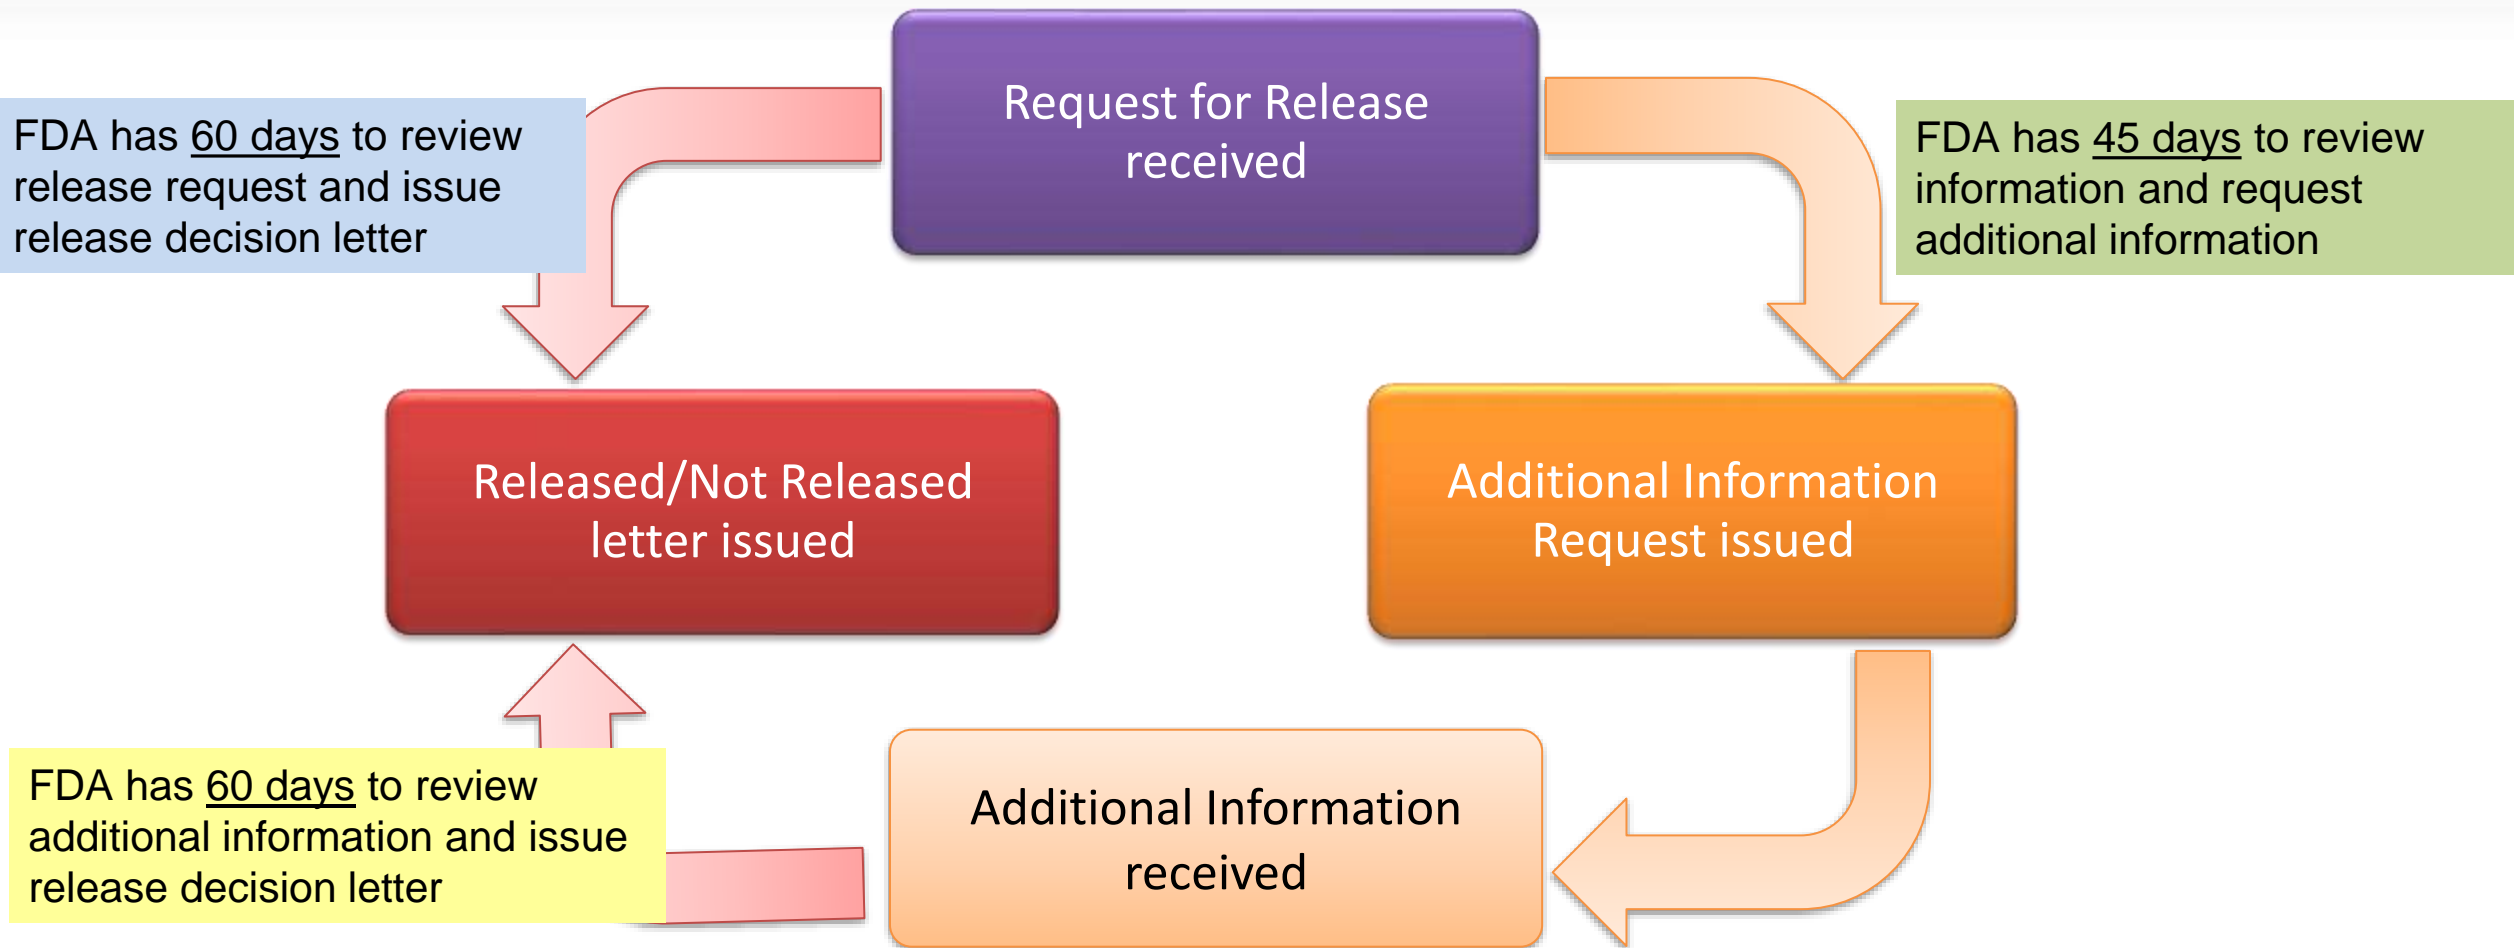 Request for Release
received
FDA has 60 days to review
release request and issue
release decision letter
FDA has 45 days to review
information and request
additional information
Released/Not Released
letter issued
Additional Information
Request issued
FDA has 60 days to review
additional information and issue
release decision letter
Additional Information
received